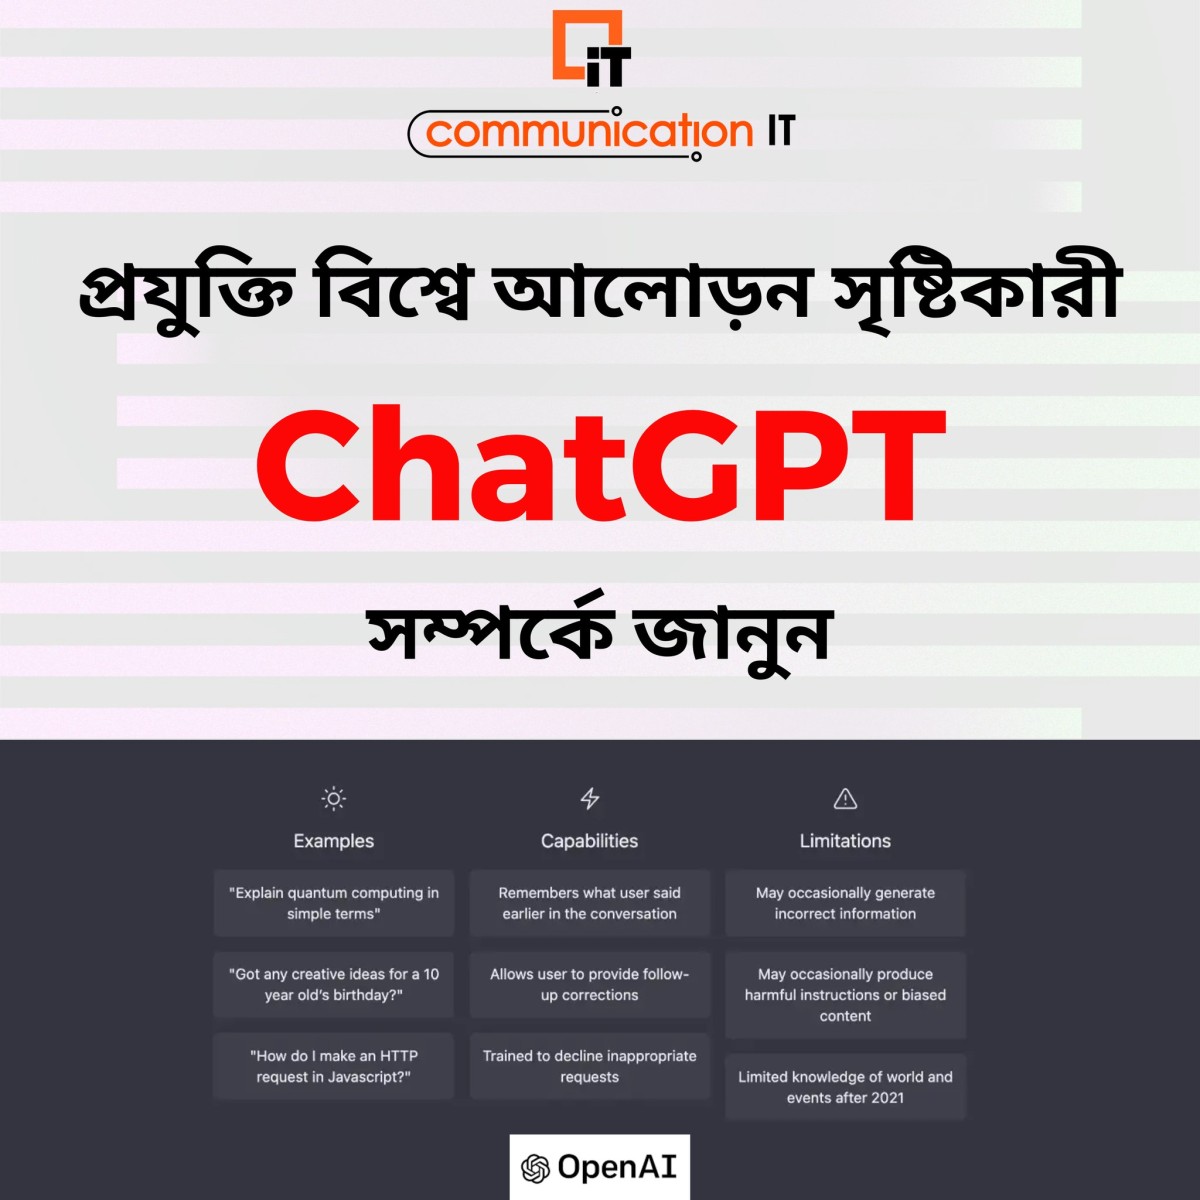 iT
communication IT
প্রযুক্তি বিশ্বে আলোড়ন সৃষ্টিকারী
ChatGPT
সম্পর্কে জানুন
Examples
"Explain quantum computing in
simple terms"
"Got any creative ideas for a 10
year old's birthday?"
"How do I make an HTTP
request in Javascript?"
Capabilities
Remembers what user said
earlier in the conversation
Allows user to provide follow-
up corrections
Trained to decline inappropriate
requests
Limitations
May occasionally generate
incorrect information
May occasionally produce
harmful instructions or biased
content
Limited knowledge of world and
events after 2021
OpenAI